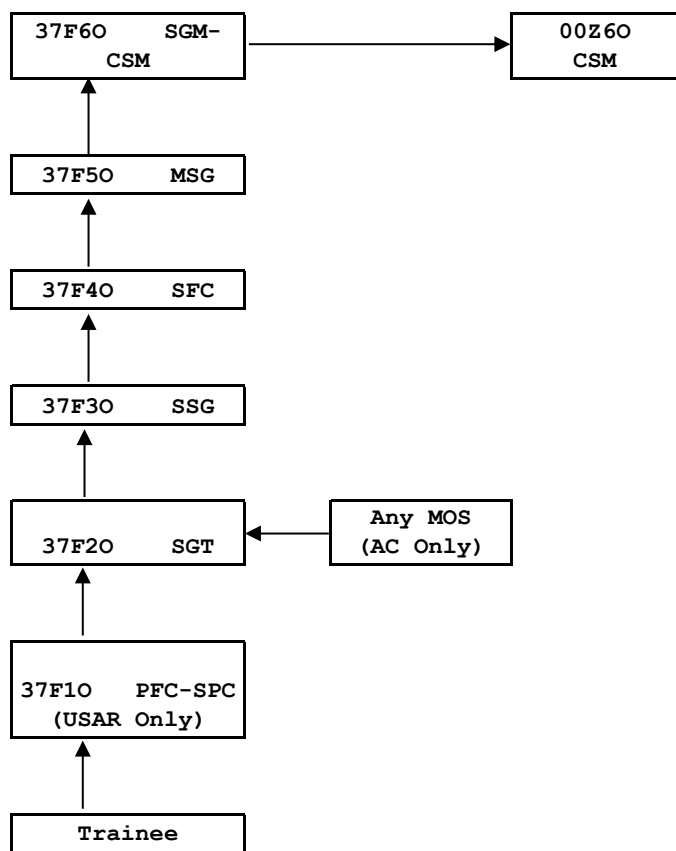 37F6O SGM-
CSM
00Z6O
CSM
37F5O MSG
37F4O SFC
37F3O SSG
37F2O SGT
Any MOS
(AC Only)
37F1O PFC-SPC
(USAR Only)
Trainee